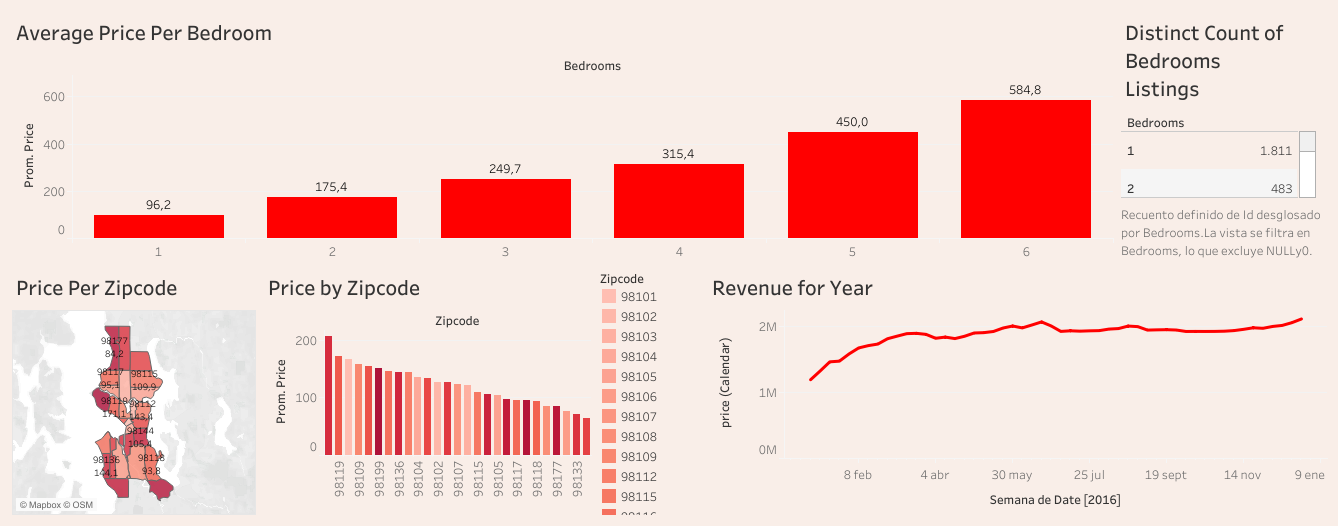 Average Price Per Bedroom
Bedrooms
Prom. Price
600
400
200
0
96,2
175,4
249,7
315,4
450,0
584,8
1
2
3
4
5
6
Distinct Count of
Bedrooms
Listings
Bedrooms
1 1.811
2 483
Recuento definido de Id desglosado
por Bedrooms.La vista se filtra en
Bedrooms, lo que excluye NULLy0.
Price Per Zipcode
98177
84,2
98117
95,1
98115
109,9
98119
171,1
98112
143,4
98144
105,4
98136
144,1
98118
93,8
© Mapbox © OSM
Price by Zipcode
Zipcode
Prom. Price
200
100
0
98119
98109
98199
98136
98104
98102
98107
98115
98105
98117
98118
98177
98133
Zipcode
98101
98102
98103
98104
98105
98106
98107
98108
98109
98112
98115
98116
Revenue for Year
price (Calendar)
2M
1M
0M
8 feb
4 abr
30 may
25 jul
19 sept
14 nov
9 ene
Semana de Date [2016]